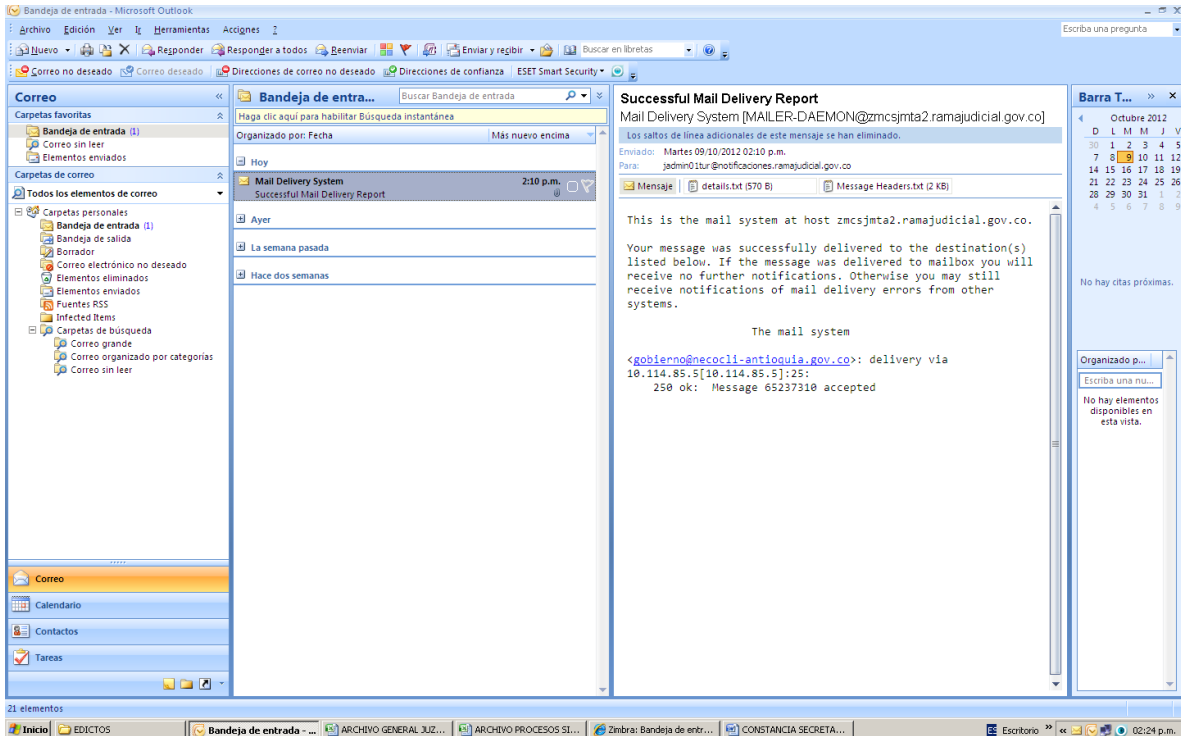 Bandeja de entrada - Microsoft Outlook
Archivo Edición Ver Ir Herramientas Acciones ?
Escriba una pregunta
Nuevo Responder Responder a todos Reenviar Enviar y recibir Buscar en libretas
Correo no deseado Correo deseado Direcciones de correo no deseado Direcciones de confianza ESET Smart Security
Correo
Carpetas favoritas
Bandeja de entrada (1)
Correo sin leer
Elementos enviados
Carpetas de correo
Todos los elementos de correo
Carpetas personales
Bandeja de entrada (1)
Bandeja de salida
Borrador
Correo electrónico no deseado
Elementos eliminados
Elementos enviados
Fuentes RSS
Infected Items
Carpetas de búsqueda
Correo grande
Correo organizado por categorías
Correo sin leer
Correo
Calendario
Contactos
Tareas
Bandeja de entra...
Buscar Bandeja de entrada
Haga clic aquí para habilitar Búsqueda instantánea
Organizado por: Fecha Más nuevo encima
Hoy
Mail Delivery System 2:10 p.m.
Successful Mail Delivery Report
Ayer
La semana pasada
Hace dos semanas
Successful Mail Delivery Report
Mail Delivery System [MAILER-DAEMON@zmcsjmta2.ramajudicial.gov.co]
Los saltos de línea adicionales de este mensaje se han eliminado.
Enviado: Martes 09/10/2012 02:10 p.m.
Para: jadmin01tur@notificaciones.ramajudicial.gov.co
Mensaje details.txt (570 B) Message Headers.txt (2 KB)
This is the mail system at host zmcsjmta2.ramajudicial.gov.co.
Your message was successfully delivered to the destination(s)
listed below. If the message was delivered to mailbox you will
receive no further notifications. Otherwise you may still
receive notifications of mail delivery errors from other
systems.
The mail system
<gobierno@necocli-antioquia.gov.co>: delivery via
10.114.85.5[10.114.85.5]:25:
250 ok: Message 65237310 accepted
Barra T...
Octubre 2012
D L M M J V
30 1 2 3 4 5
7 8 9 10 11 12
14 15 16 17 18 19
21 22 23 24 25 26
28 29 30 31 1 2
4 5 6 7 8 9
No hay citas próximas.
Organizado p...
Escriba una nu...
No hay elementos
disponibles en
esta vista.
21 elementos
Inicio EDICTOS Bandeja de entrada - ... ARCHIVO GENERAL JUZ... ARCHIVO PROCESOS SI... Zimbra: Bandeja de entr... CONSTANCIA SECRETA... ES Escritorio 02:24 p.m.